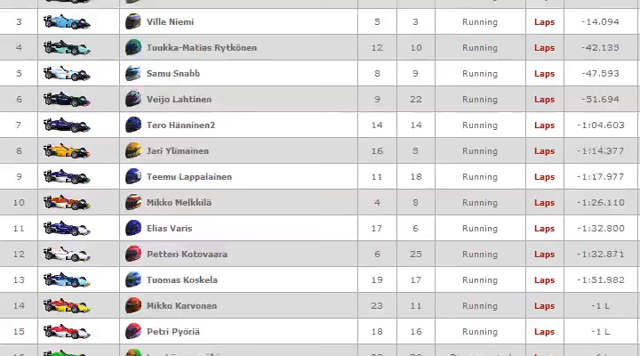 3 Ville Niemi 5 3 Running Laps -14.094
4 Tuukka-Matias Rytkönen 12 10 Running Laps -42.135
5 Samu Snabb 8 9 Running Laps -47.593
6 Veijo Lahtinen 9 22 Running Laps -51.694
7 Tero Hänninen2 14 14 Running Laps -1:04.603
8 Jari Ylimäinen 16 5 Running Laps -1:14.377
9 Teemu Lappalainen 11 18 Running Laps -1:17.977
10 Mikko Melkkilä 4 8 Running Laps -1:26.110
11 Elias Varis 17 6 Running Laps -1:32.800
12 Petteri Kotovaara 6 25 Running Laps -1:32.871
13 Tuomas Koskela 19 17 Running Laps -1:51.982
14 Mikko Karvonen 23 11 Running Laps -1 L
15 Petri Pyöriä 18 16 Running Laps -1 L